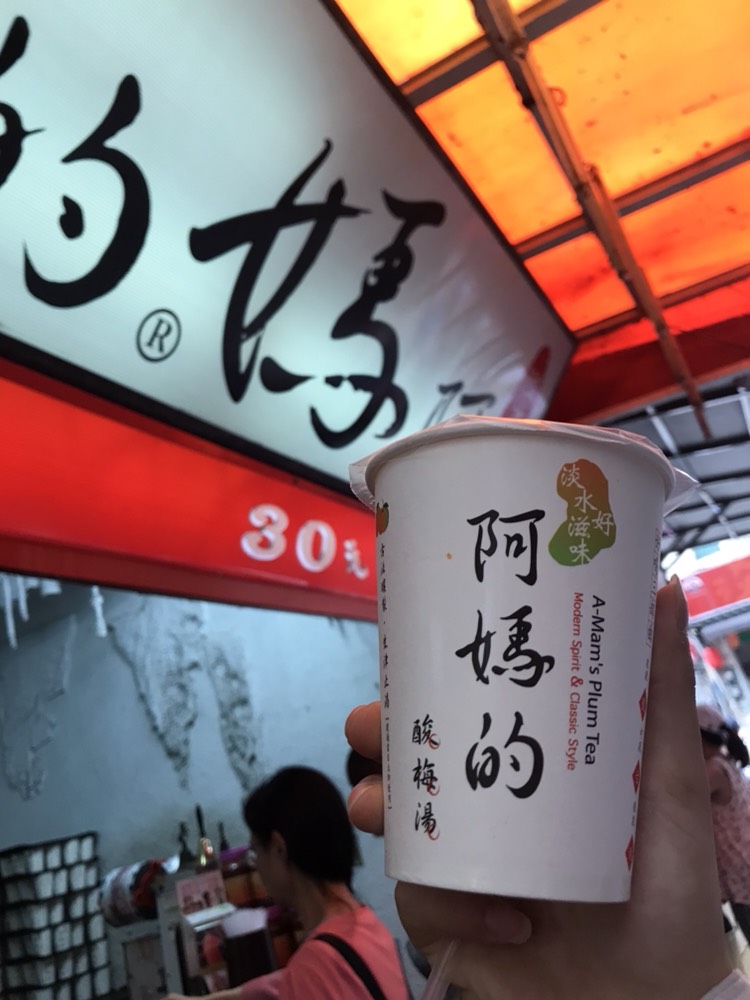 的媽
®
30元
淡水好滋味
阿媽的
酸梅湯
A-Mam's Plum Tea
Modern Spirit & Classic Style